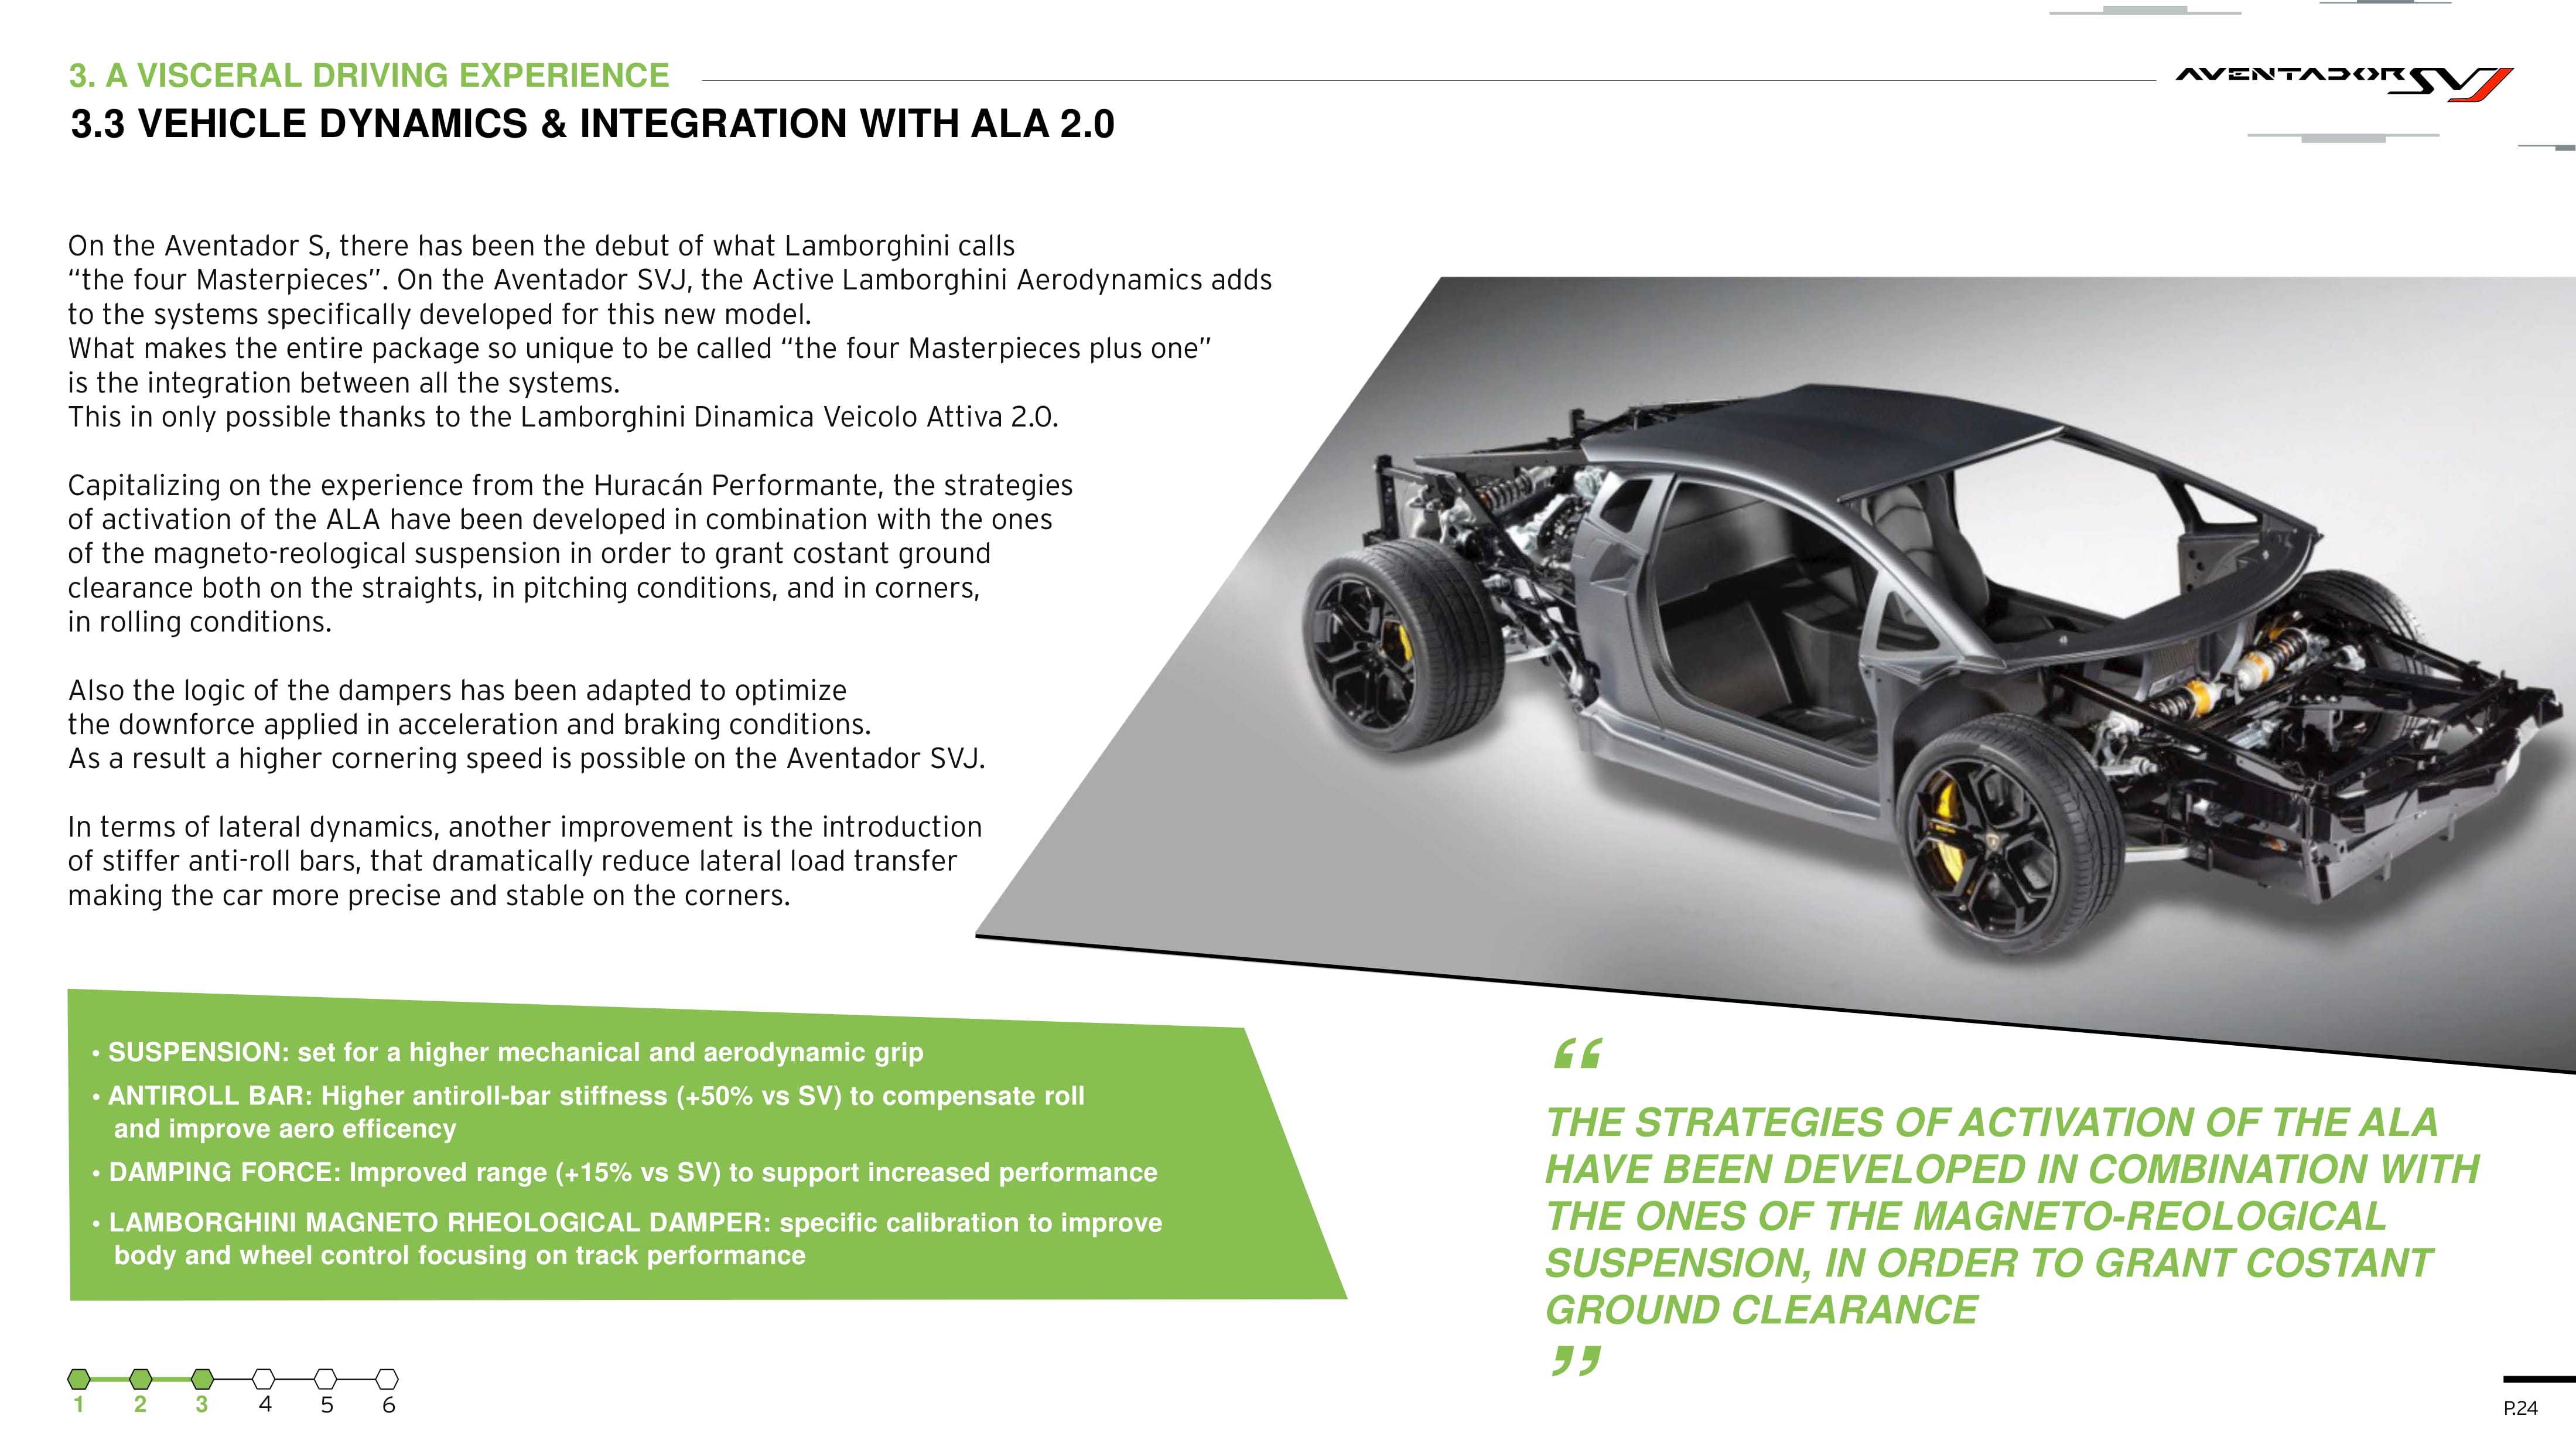 3. A VISCERAL DRIVING EXPERIENCE
AVENTADOR SVJ
3.3 VEHICLE DYNAMICS & INTEGRATION WITH ALA 2.0
On the Aventador S, there has been the debut of what Lamborghini calls
“the four Masterpieces”. On the Aventador SVJ, the Active Lamborghini Aerodynamics adds
to the systems specifically developed for this new model.
What makes the entire package so unique to be called “the four Masterpieces plus one”
is the integration between all the systems.
This in only possible thanks to the Lamborghini Dinamica Veicolo Attiva 2.0.
Capitalizing on the experience from the Huracán Performante, the strategies
of activation of the ALA have been developed in combination with the ones
of the magneto-reological suspension in order to grant costant ground
clearance both on the straights, in pitching conditions, and in corners,
in rolling conditions.
Also the logic of the dampers has been adapted to optimize
the downforce applied in acceleration and braking conditions.
As a result a higher cornering speed is possible on the Aventador SVJ.
In terms of lateral dynamics, another improvement is the introduction
of stiffer anti-roll bars, that dramatically reduce lateral load transfer
making the car more precise and stable on the corners.
• SUSPENSION: set for a higher mechanical and aerodynamic grip
• ANTIROLL BAR: Higher antiroll-bar stiffness (+50% vs SV) to compensate roll
and improve aero efficency
• DAMPING FORCE: Improved range (+15% vs SV) to support increased performance
• LAMBORGHINI MAGNETO RHEOLOGICAL DAMPER: specific calibration to improve
body and wheel control focusing on track performance
“
THE STRATEGIES OF ACTIVATION OF THE ALA
HAVE BEEN DEVELOPED IN COMBINATION WITH
THE ONES OF THE MAGNETO-REOLOGICAL
SUSPENSION, IN ORDER TO GRANT COSTANT
GROUND CLEARANCE
”
1 2 3 4 5 6
P.24